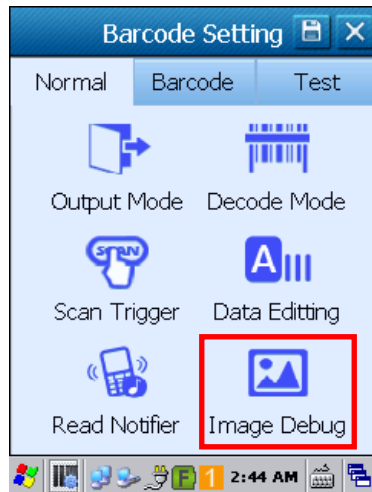 Barcode Setting
Normal Barcode Test
Output Mode Decode Mode
SCAN
A
Scan Trigger Data Editting
Read Notifier Image Debug
F 1 2:44 AM